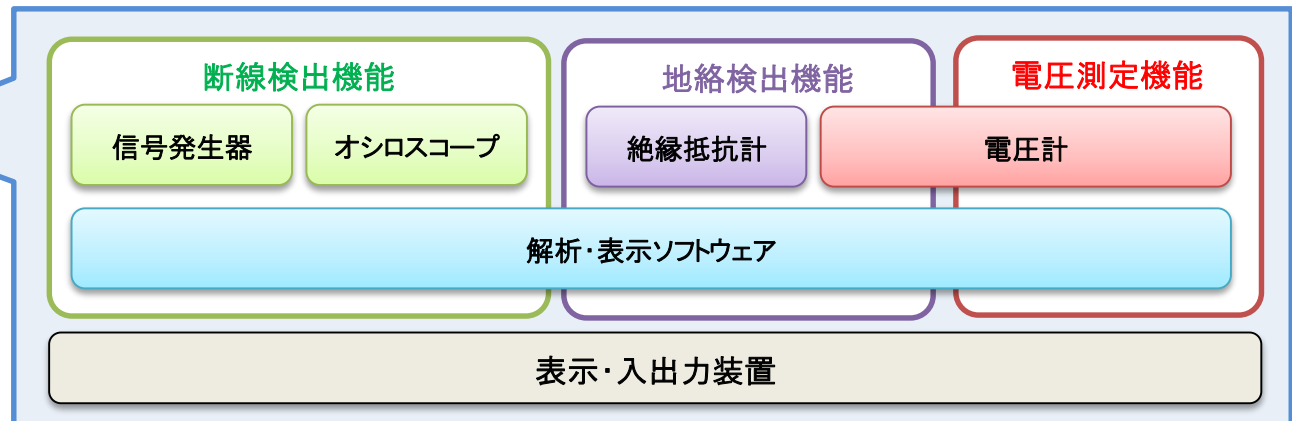 断線検出機能
地絡検出機能
電圧測定機能
信号発生器
オシロスコープ
絶縁抵抗計
電圧計
解析・表示ソフトウェア
表示・入出力装置